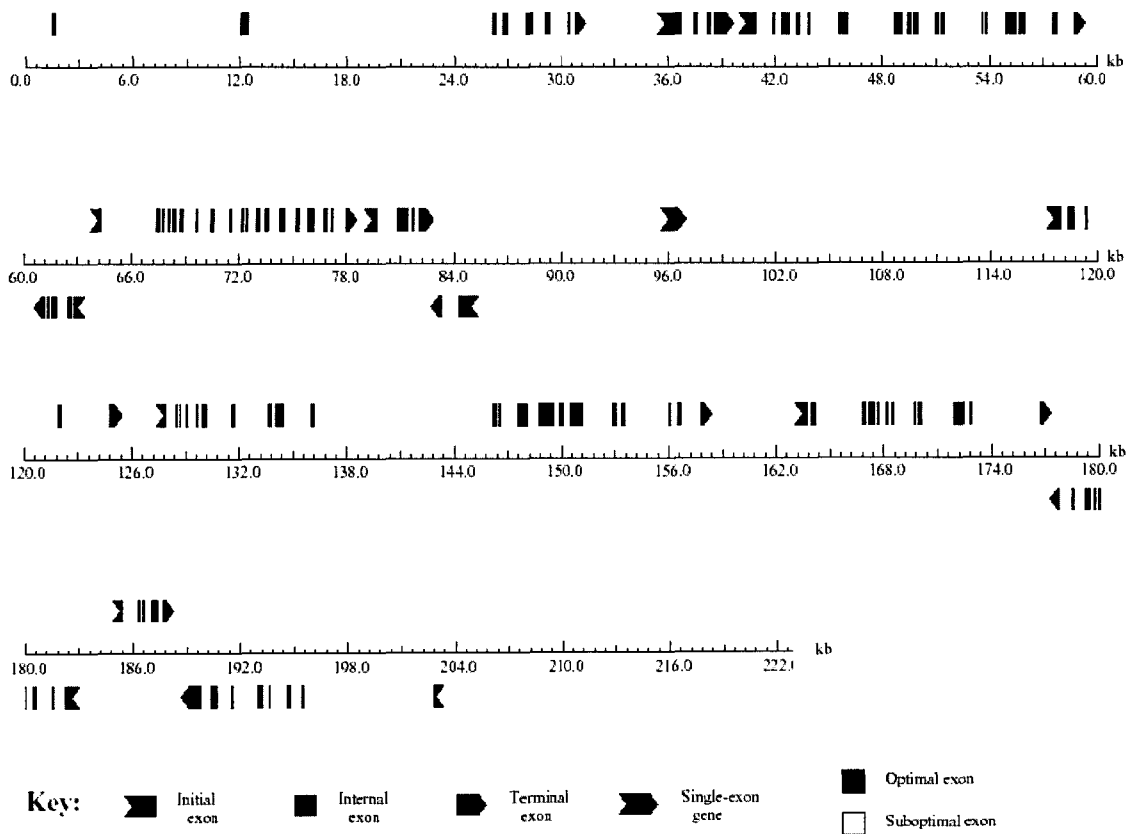 kb
0.0 6.0 12.0 18.0 24.0 30.0 36.0 42.0 48.0 54.0 60.0
kb
60.0 66.0 72.0 78.0 84.0 90.0 96.0 102.0 108.0 114.0 120.0
kb
120.0 126.0 132.0 138.0 144.0 150.0 156.0 162.0 168.0 174.0 180.0
kb
180.0 186.0 192.0 198.0 204.0 210.0 216.0 222.
Key:
Initial exon
Internal exon
Terminal exon
Single-exon gene
Optimal exon
Suboptimal exon